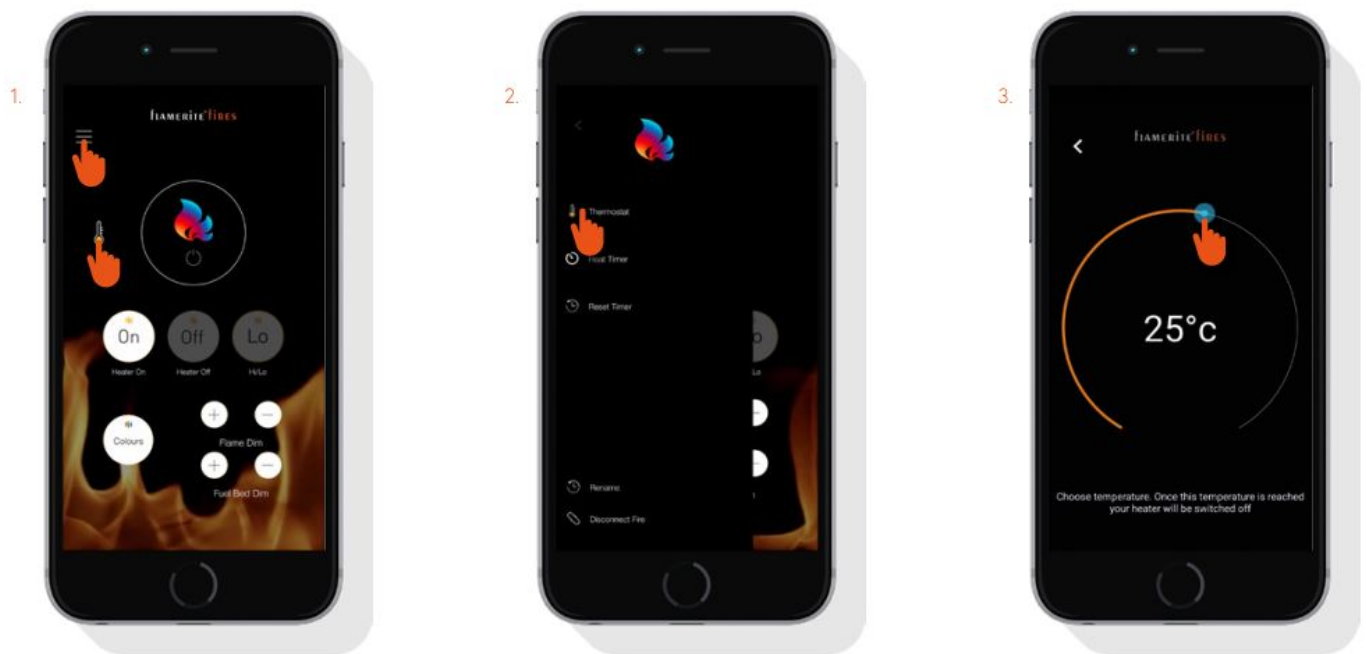 1.
flamerite fires
On
Off
Lo
Heater On
Heater Off
Hi/Lo
Colours
+
−
Flame Dim
+
−
Fuel Bed Dim
2.
<
Thermostat
Heat Timer
Reset Timer
o
Lo
Rename
Disconnect Fire
3.
<
flamerite fires
25°c
Choose temperature. Once this temperature is reached
your heater will be switched off